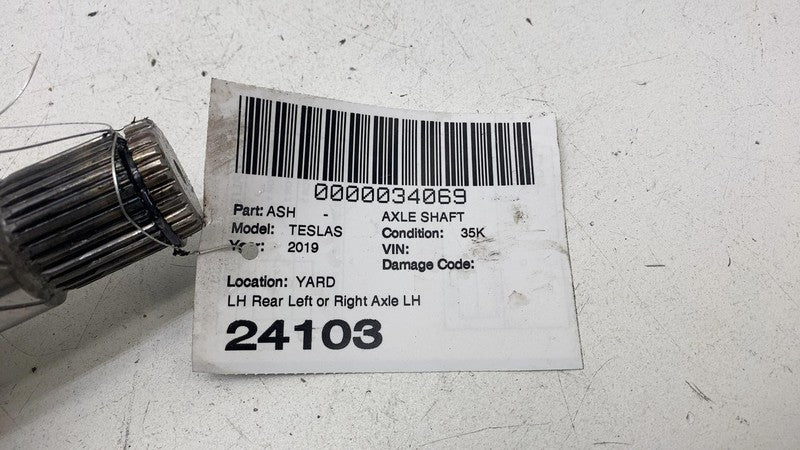 0000034069
Part: ASH - AXLE SHAFT
Model: TESLAS Condition: 35K
Year: 2019 VIN:
Damage Code:
Location: YARD
LH Rear Left or Right Axle LH
24103